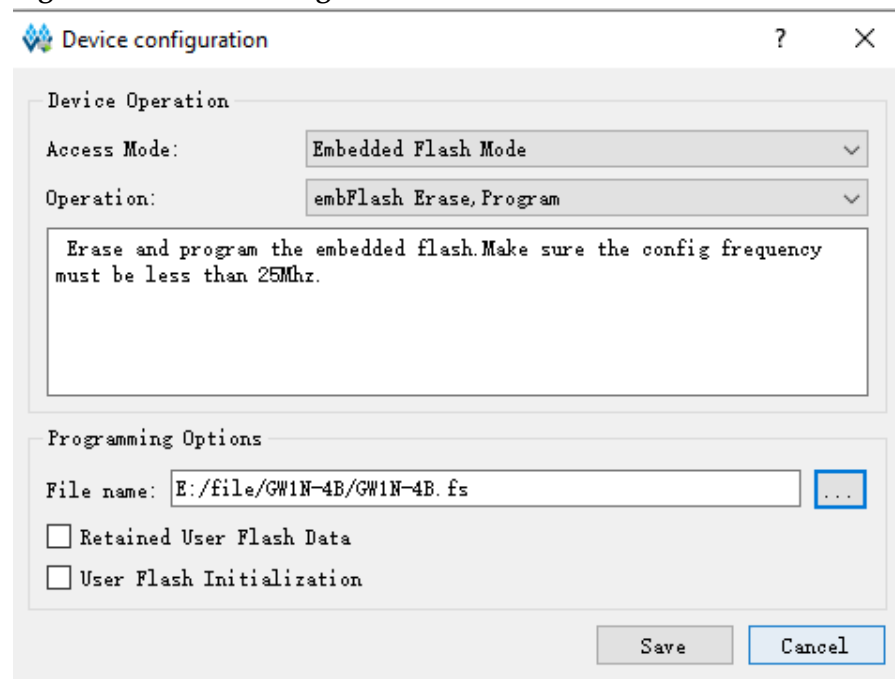 Device configuration
?
Device Operation
Access Mode:
Embedded Flash Mode
Operation:
embFlash Erase,Program
Erase and program the embedded flash.Make sure the config frequency
must be less than 25Mhz.
Programming Options
File name:
E:/file/GW1N-4B/GW1N-4B.fs
...
Retained User Flash Data
User Flash Initialization
Save
Cancel